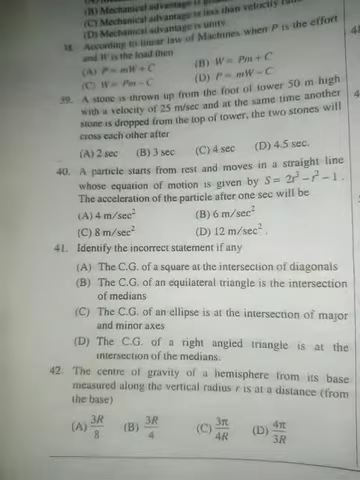 (B) Mechanical advantage is
(C) Mechanical advantage is less than velocity
(D) Mechanical advantage is unity
38. According to linear law of Machines when P is the effort
and W is the load then
(A) P = mW + C (B) W = Pm + C
(C) W = Pm – C (D) P = mW – C
39. A stone is thrown up from the foot of tower 50 m high
with a velocity of 25 m/sec and at the same time another
stone is dropped from the top of tower, the two stones will
cross each other after
(A) 2 sec (B) 3 sec (C) 4 sec (D) 4.5 sec.
40. A particle starts from rest and moves in a straight line
whose equation of motion is given by S = 2t³ – t² – 1.
The acceleration of the particle after one sec will be
(A) 4 m/sec² (B) 6 m/sec²
(C) 8 m/sec² (D) 12 m/sec².
41. Identify the incorrect statement if any
(A) The C.G. of a square at the intersection of diagonals
(B) The C.G. of an equilateral triangle is the intersection
of medians
(C) The C.G. of an ellipse is at the intersection of major
and minor axes
(D) The C.G. of a right angled triangle is at the
intersection of the medians.
42. The centre of gravity of a hemisphere from its base
measured along the vertical radius r is at a distance (from
the base)
(A) 3R/8 (B) 3R/4 (C) 3π/4R (D) 4π/3R